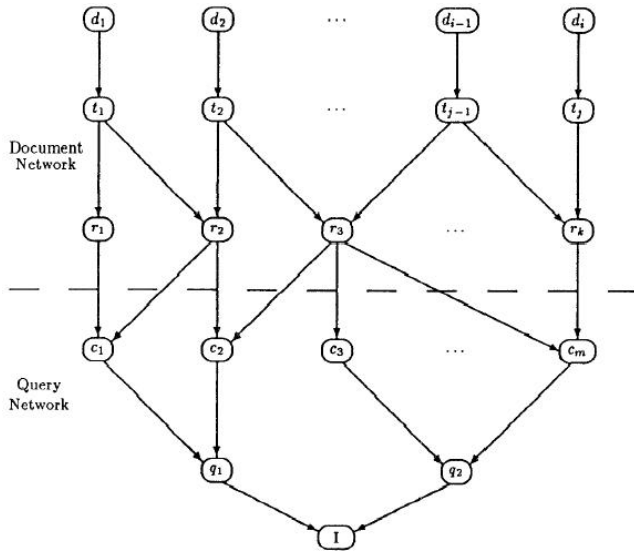 d₁ d₂ ... dᵢ₋₁ dᵢ
t₁ t₂ ... tⱼ₋₁ tⱼ
Document
Network
r₁ r₂ r₃ ... rₖ
c₁ c₂ c₃ ... cₘ
Query
Network
q₁ q₂
I